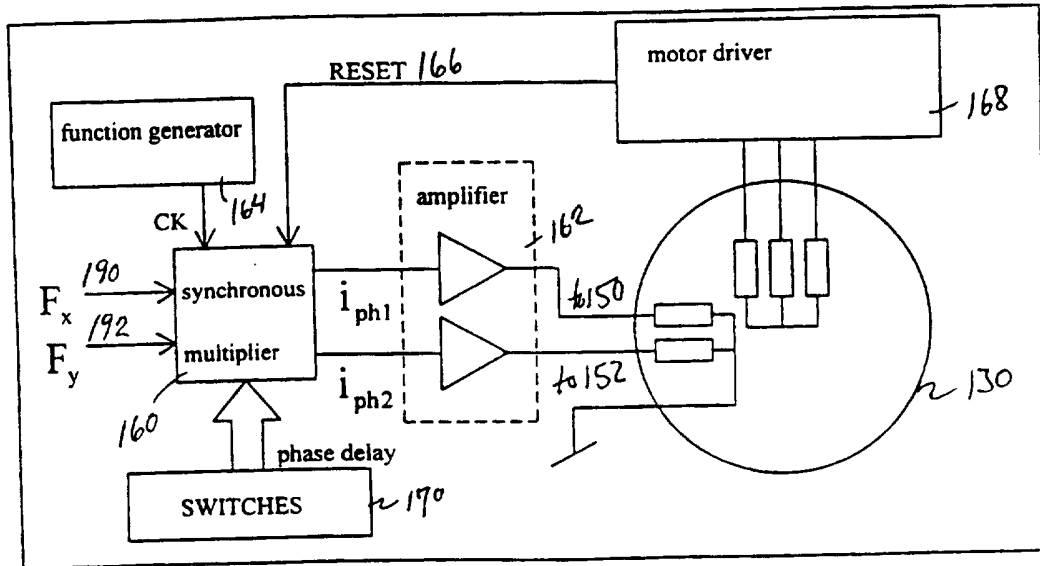 motor driver
168
RESET 166
function generator
164
CK
amplifier
162
190
F_x
192
F_y
synchronous
multiplier
160
i_ph1
i_ph2
to 150
to 152
130
phase delay
SWITCHES
170